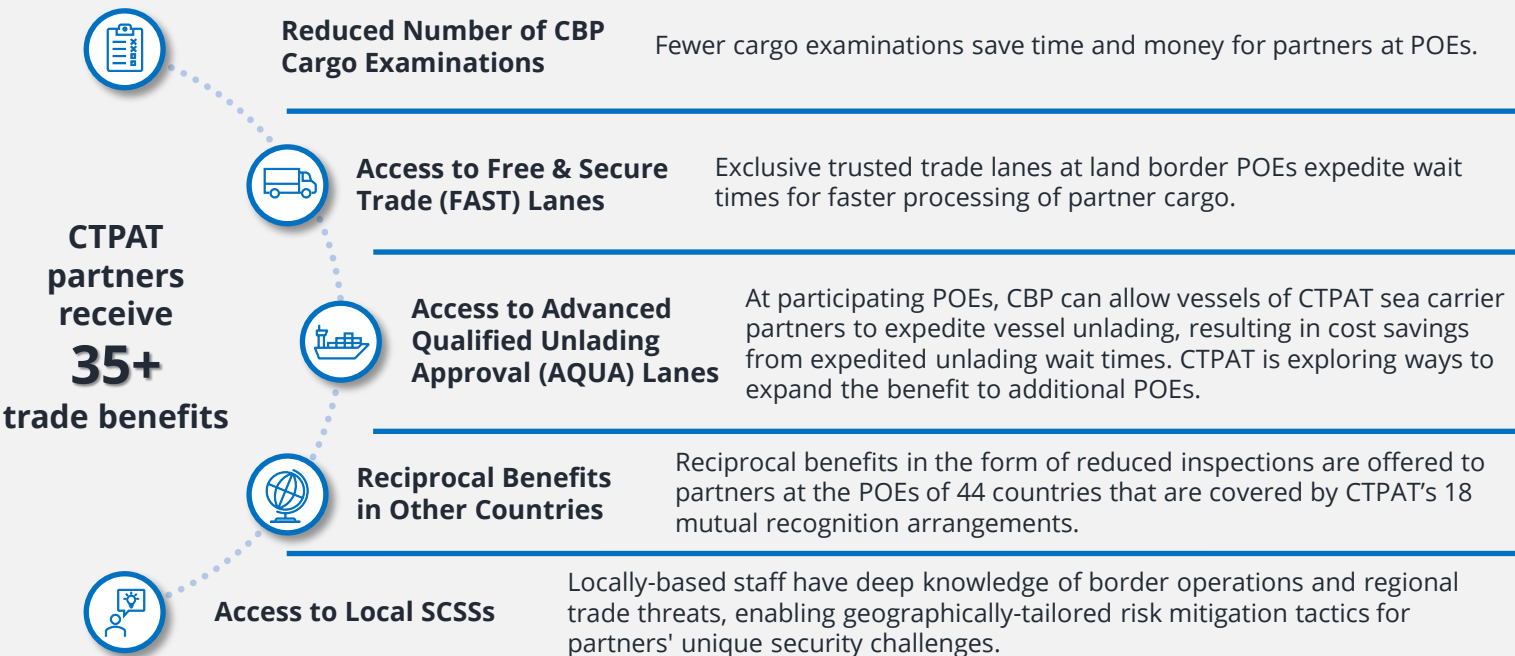 Reduced Number of CBP
Cargo Examinations
Fewer cargo examinations save time and money for partners at POEs.
Access to Free & Secure
Trade (FAST) Lanes
Exclusive trusted trade lanes at land border POEs expedite wait
times for faster processing of partner cargo.
CTPAT
partners
receive
35+
trade benefits
Access to Advanced
Qualified Unlading
Approval (AQUA) Lanes
At participating POEs, CBP can allow vessels of CTPAT sea carrier
partners to expedite vessel unlading, resulting in cost savings
from expedited unlading wait times. CTPAT is exploring ways to
expand the benefit to additional POEs.
Reciprocal Benefits
in Other Countries
Reciprocal benefits in the form of reduced inspections are offered to
partners at the POEs of 44 countries that are covered by CTPAT’s 18
mutual recognition arrangements.
Access to Local SCSSs
Locally-based staff have deep knowledge of border operations and regional
trade threats, enabling geographically-tailored risk mitigation tactics for
partners' unique security challenges.